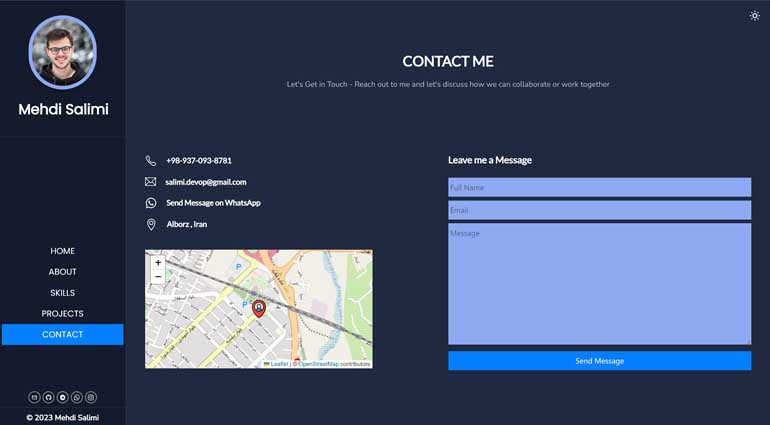 Mehdi Salimi
HOME
ABOUT
SKILLS
PROJECTS
CONTACT
© 2023 Mehdi Salimi
CONTACT ME
Let's Get in Touch - Reach out to me and let's discuss how we can collaborate or work together
+98-937-093-8781
salimi.devop@gmail.com
Send Message on WhatsApp
Alborz , Iran
+
−
P
P
Leaflet | © OpenStreetMap contributors
Leave me a Message
Full Name
Email
Message
Send Message